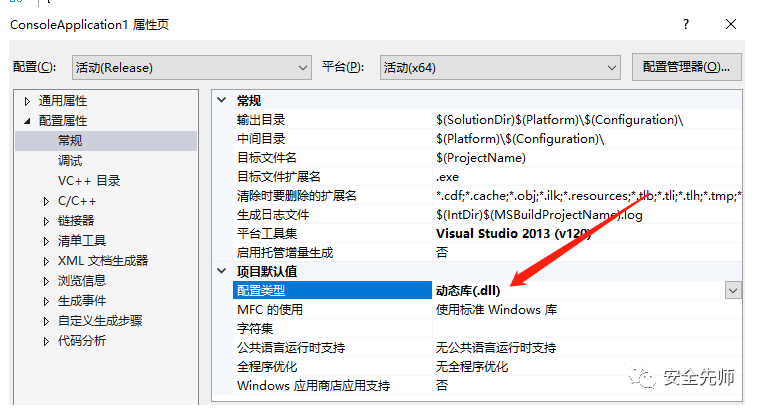 ConsoleApplication1 属性页
?
配置(C):
活动(Release)
平台(P):
活动(x64)
配置管理器(O)...
通用属性
配置属性
常规
调试
VC++ 目录
C/C++
链接器
清单工具
XML 文档生成器
浏览信息
生成事件
自定义生成步骤
代码分析
常规
输出目录 $(SolutionDir)$(Platform)\$(Configuration)\
中间目录 $(Platform)\$(Configuration)\
目标文件名 $(ProjectName)
目标文件扩展名 .exe
清除时要删除的扩展名 *.cdf;*.cache;*.obj;*.ilk;*.resources;*.tlb;*.tli;*.tlh;*.tmp;*
生成日志文件 $(IntDir)$(MSBuildProjectName).log
平台工具集 Visual Studio 2013 (v120)
启用托管增量生成 否
项目默认值
配置类型 动态库(.dll)
MFC 的使用 使用标准 Windows 库
字符集
公共语言运行时支持 无公共语言运行时支持
全程序优化 无全程序优化
Windows 应用商店应用支持 否
安全先师